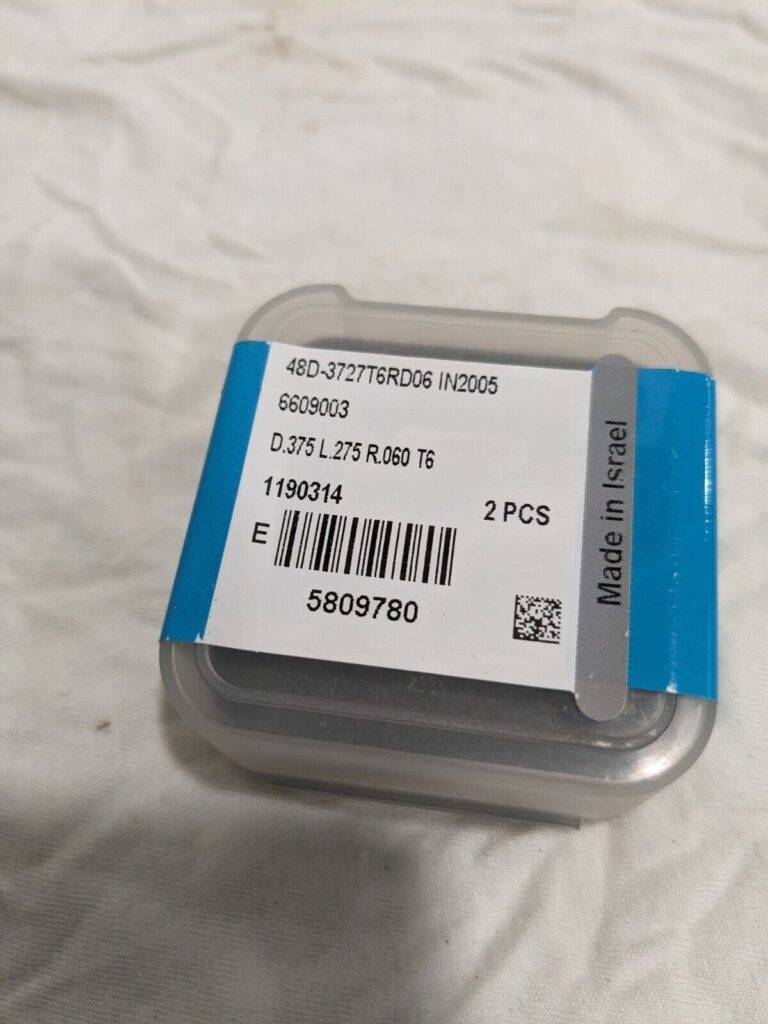 48D-3727T6RD06 IN2005
6609003
D.375 L.275 R.060 T6
1190314
2 PCS
E
5809780
Made in Israel